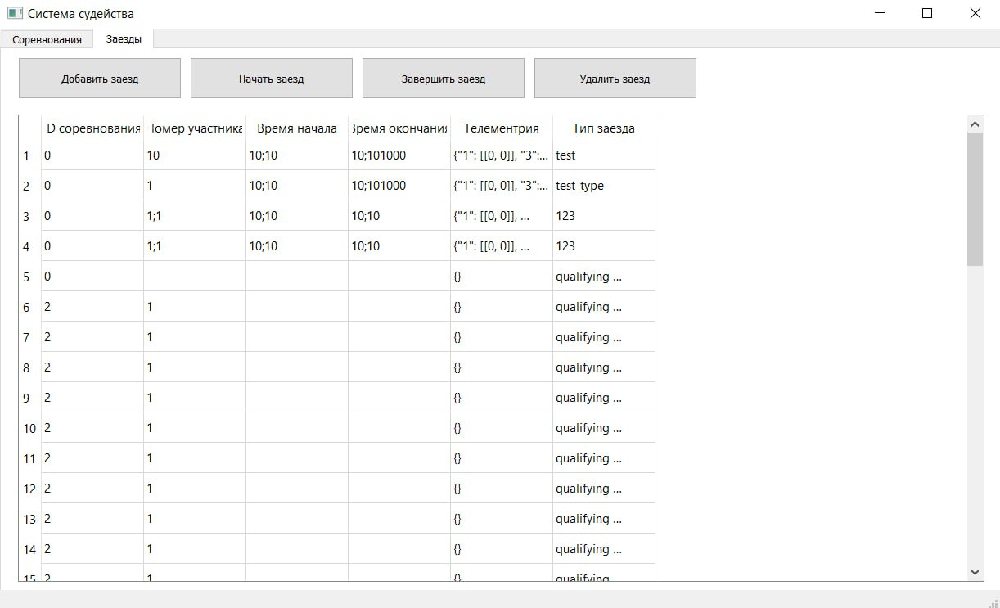 Система судейства
Соревнования Заезды
Добавить заезд Начать заезд Завершить заезд Удалить заезд
D соревнования Номер участника Время начала Время окончания Телементрия Тип заезда
1 0 10 10;10 10;101000 {"1": [[0, 0]], "3":... test
2 0 1 10;10 10;101000 {"1": [[0, 0]], "3":... test_type
3 0 1;1 10;10 10;10 {"1": [[0, 0]], ... 123
4 0 1;1 10;10 10;10 {"1": [[0, 0]], ... 123
5 0 {} qualifying ...
6 2 1 {} qualifying ...
7 2 1 {} qualifying ...
8 2 1 {} qualifying ...
9 2 1 {} qualifying ...
10 2 1 {} qualifying ...
11 2 1 {} qualifying ...
12 2 1 {} qualifying ...
13 2 1 {} qualifying ...
14 2 1 {} qualifying ...
15 2 1 {} qualifying ...